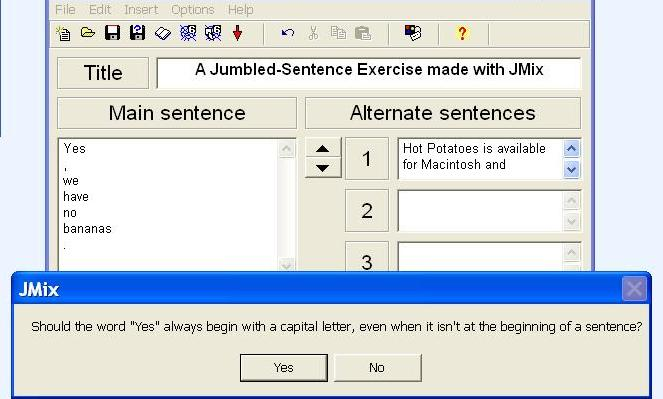 File Edit Insert Options Help
?
Title
A Jumbled-Sentence Exercise made with JMix
Main sentence
Alternate sentences
Yes
,
we
have
no
bananas
.
1
Hot Potatoes is available
for Macintosh and
2
3
JMix
Should the word "Yes" always begin with a capital letter, even when it isn't at the beginning of a sentence?
Yes
No